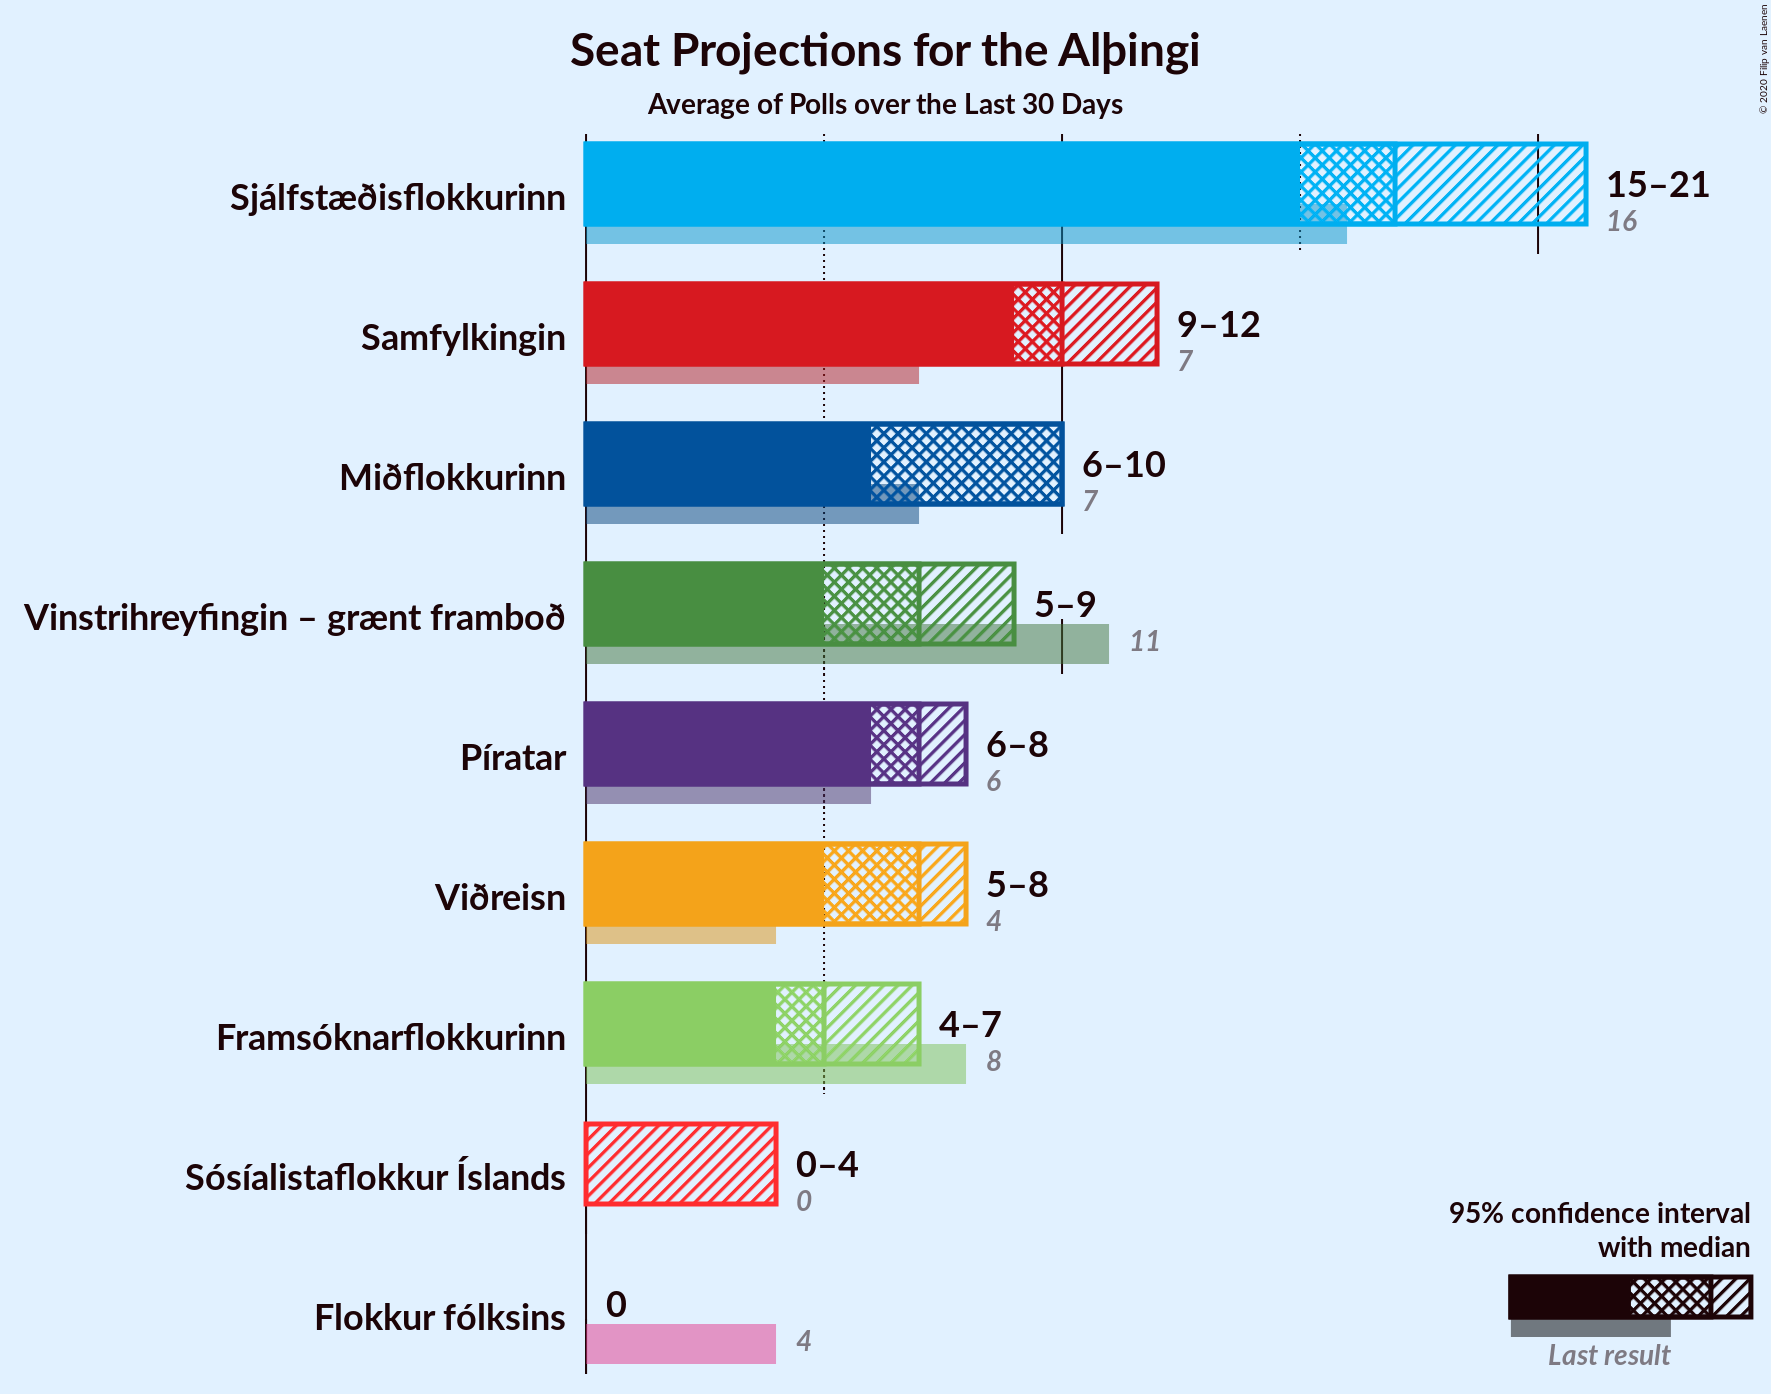 Seat Projections for the Alþingi
Average of Polls over the Last 30 Days
© 2020 Filip van Laenen
Sjálfstæðisflokkurinn
15–21
16
Samfylkingin
9–12
7
Miðflokkurinn
6–10
7
Vinstrihreyfingin – grænt framboð
5–9
11
Píratar
6–8
6
Viðreisn
5–8
4
Framsóknarflokkurinn
4–7
8
Sósíalistaflokkur Íslands
0–4
0
Flokkur fólksins
0
4
95% confidence interval
with median
Last result